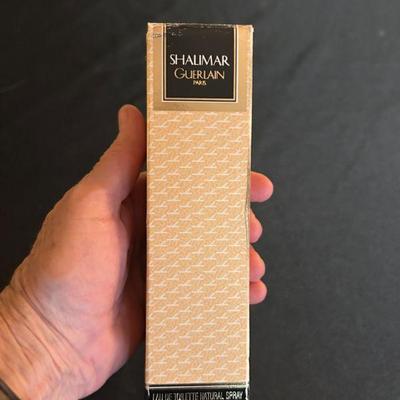 SHALIMAR
GUERLAIN
PARIS
EAU DE TOILETTE NATURAL SPRAY